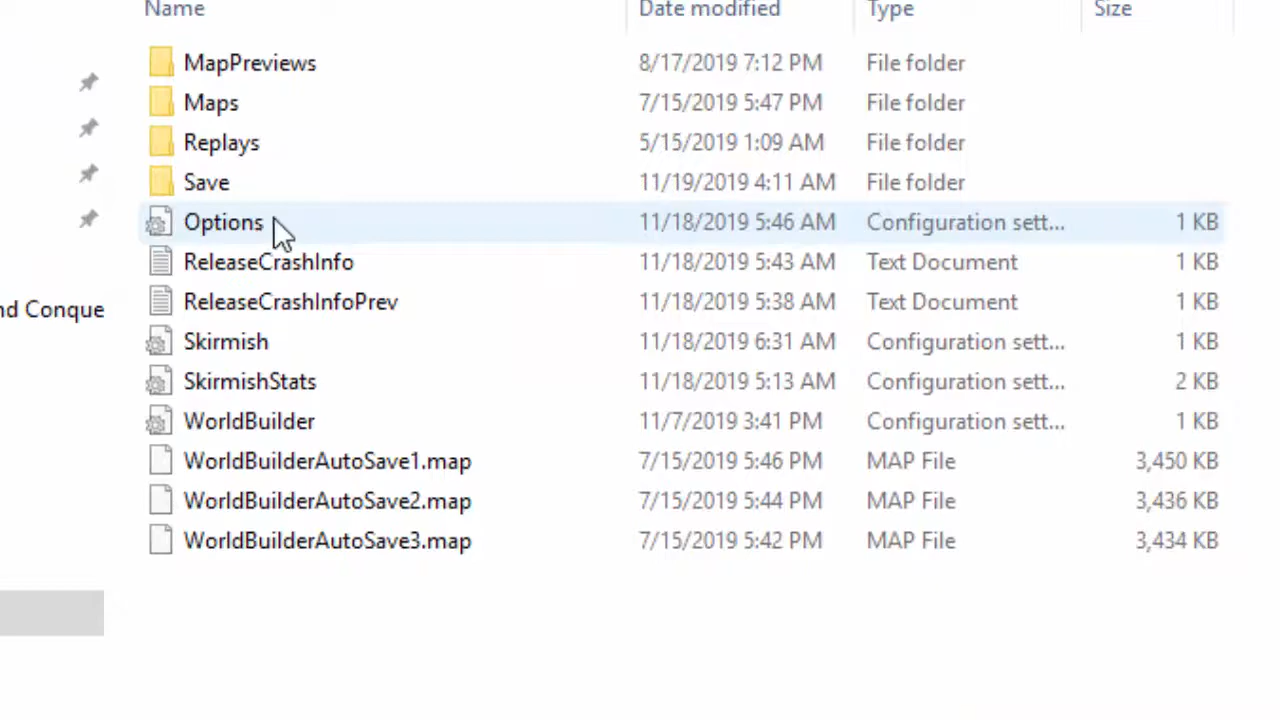 Name Date modified Type Size
MapPreviews 8/17/2019 7:12 PM File folder
Maps 7/15/2019 5:47 PM File folder
Replays 5/15/2019 1:09 AM File folder
Save 11/19/2019 4:11 AM File folder
Options 11/18/2019 5:46 AM Configuration sett... 1 KB
ReleaseCrashInfo 11/18/2019 5:43 AM Text Document 1 KB
ReleaseCrashInfoPrev 11/18/2019 5:38 AM Text Document 1 KB
nd Conque
Skirmish 11/18/2019 6:31 AM Configuration sett... 1 KB
SkirmishStats 11/18/2019 5:13 AM Configuration sett... 2 KB
WorldBuilder 11/7/2019 3:41 PM Configuration sett... 1 KB
WorldBuilderAutoSave1.map 7/15/2019 5:46 PM MAP File 3,450 KB
WorldBuilderAutoSave2.map 7/15/2019 5:44 PM MAP File 3,436 KB
WorldBuilderAutoSave3.map 7/15/2019 5:42 PM MAP File 3,434 KB